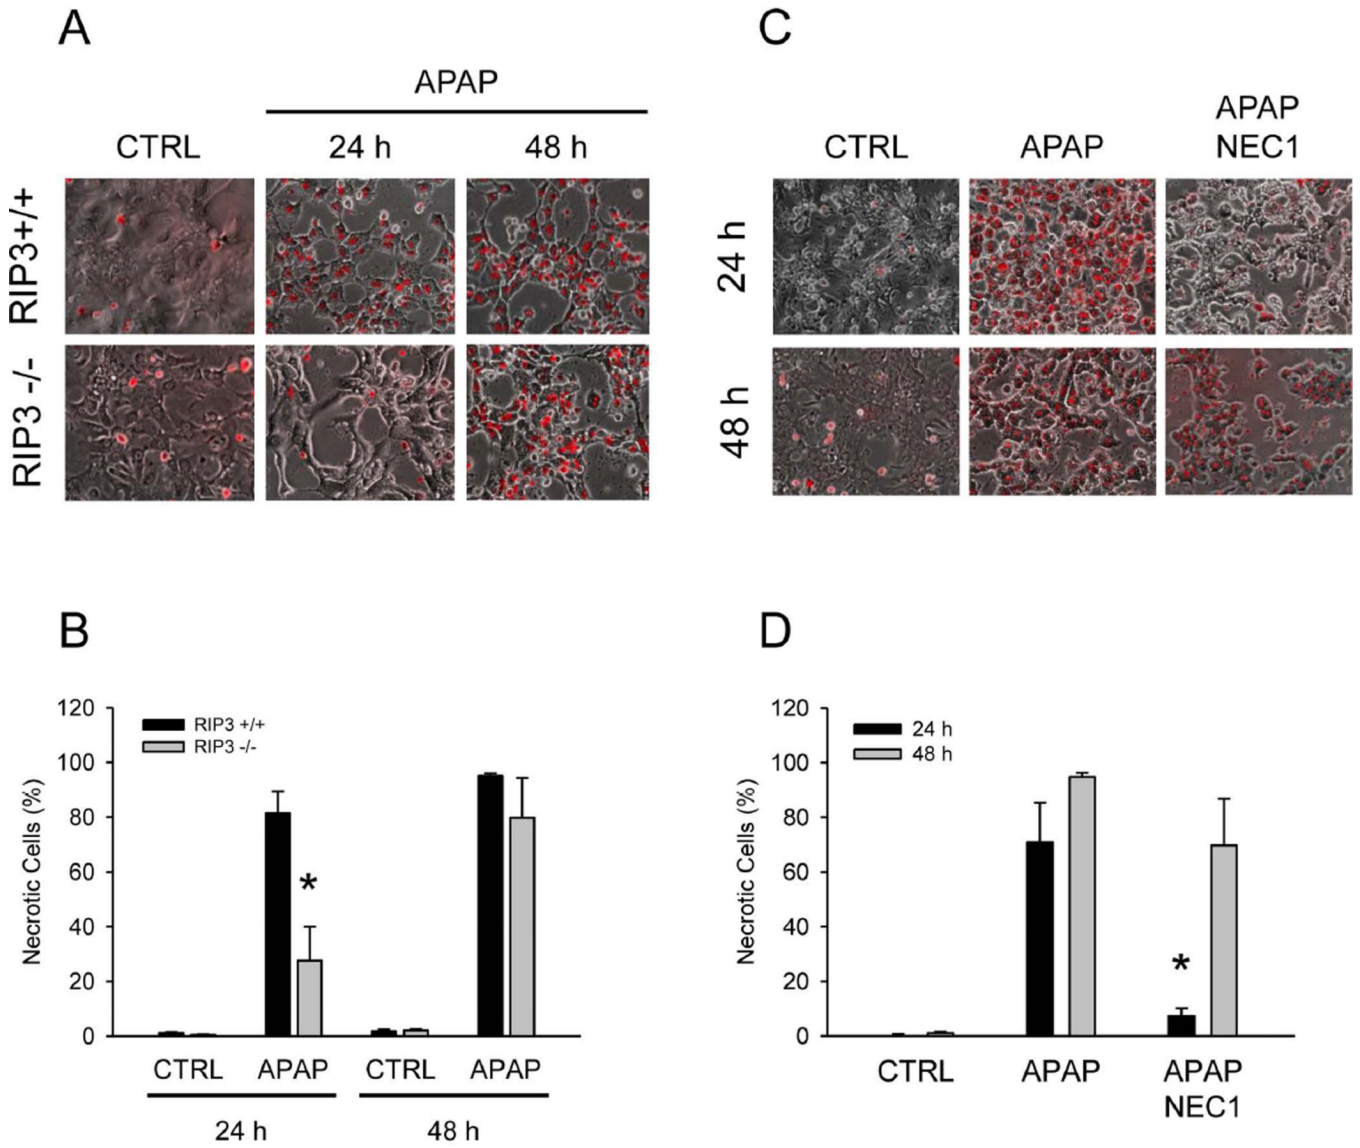 A
APAP
CTRL
24 h
48 h
RIP3+/+
RIP3 -/-
C
CTRL
APAP
APAP
NEC1
24 h
48 h
B
120
100
80
60
40
20
0
Necrotic Cells (%)
RIP3 +/+
RIP3 -/-
*
CTRL
APAP
CTRL
APAP
24 h
48 h
D
120
100
80
60
40
20
0
Necrotic Cells (%)
24 h
48 h
*
CTRL
APAP
APAP
NEC1